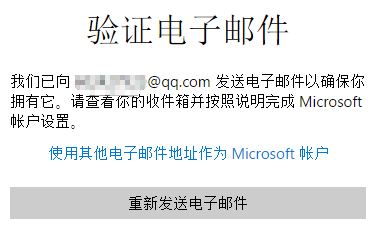 验证电子邮件
我们已向 @qq.com 发送电子邮件以确保你
拥有它。请查看你的收件箱并按照说明完成 Microsoft
帐户设置。
使用其他电子邮件地址作为 Microsoft 帐户
重新发送电子邮件